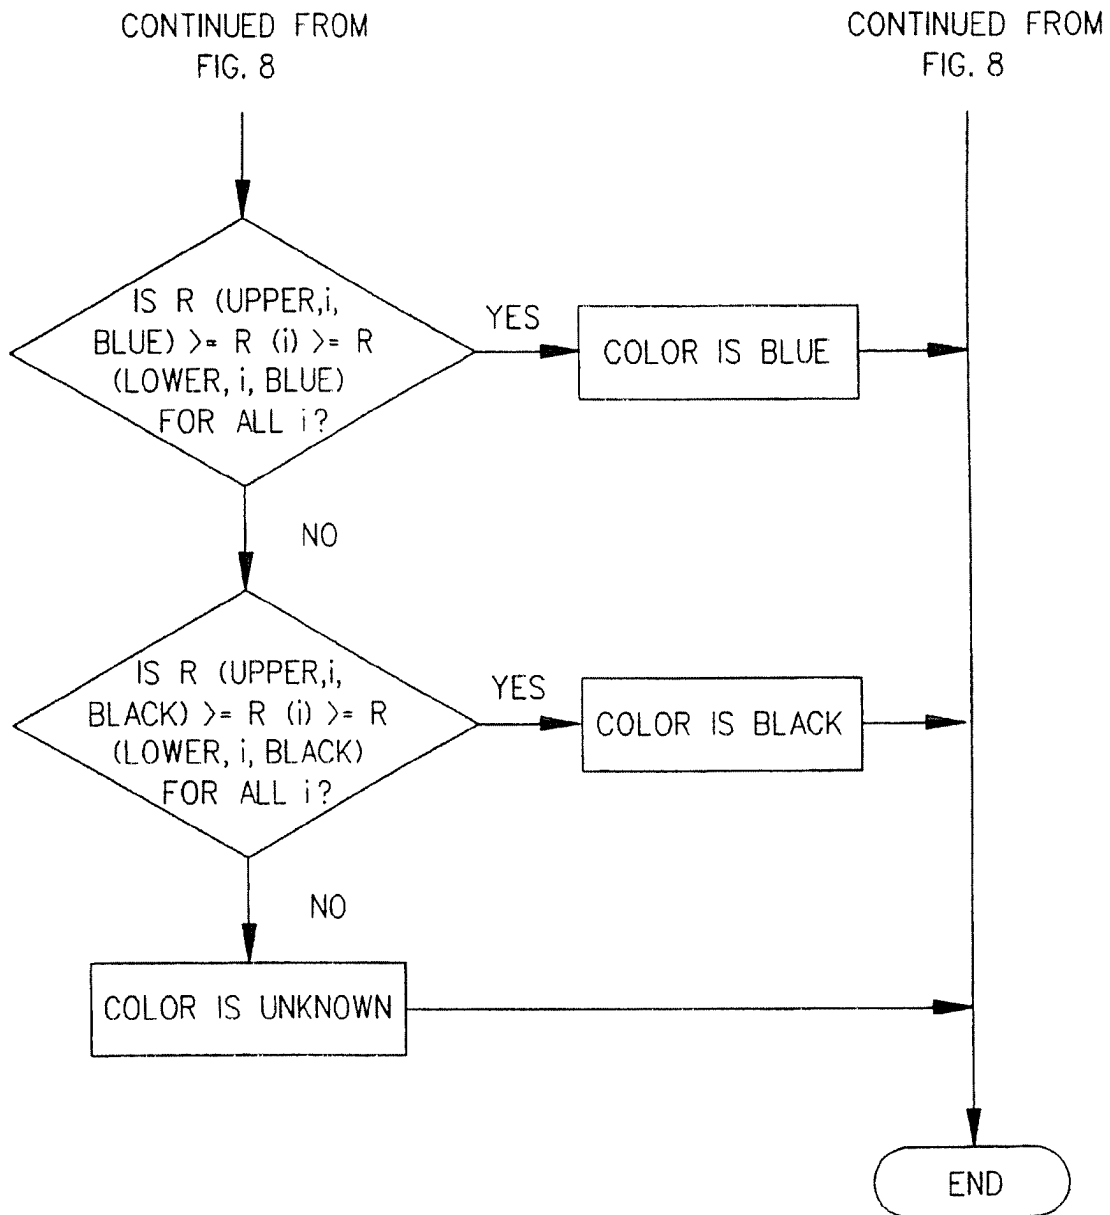 CONTINUED FROM
FIG. 8
CONTINUED FROM
FIG. 8
IS R (UPPER,i,
BLUE) >= R (i) >= R
(LOWER, i, BLUE)
FOR ALL i?
YES
COLOR IS BLUE
NO
IS R (UPPER,i,
BLACK) >= R (i) >= R
(LOWER, i, BLACK)
FOR ALL i?
YES
COLOR IS BLACK
NO
COLOR IS UNKNOWN
END